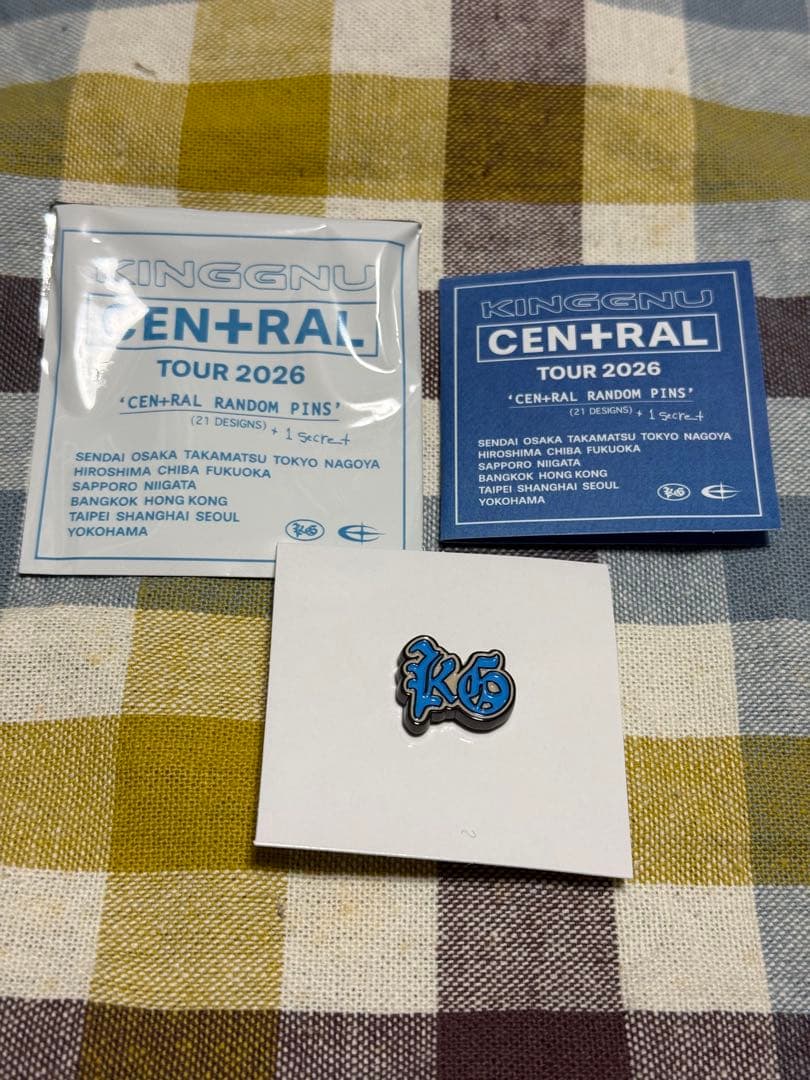 KINGGNU
CEN+RAL
TOUR 2026
'CEN+RAL RANDOM PINS'
(21 DESIGNS) + 1 Secret
SENDAI OSAKA TAKAMATSU TOKYO NAGOYA
HIROSHIMA CHIBA FUKUOKA
SAPPORO NIIGATA
BANGKOK HONG KONG
TAIPEI SHANGHAI SEOUL
YOKOHAMA
KG
KINGGNU
CEN+RAL
TOUR 2026
'CEN+RAL RANDOM PINS'
(21 DESIGNS) + 1 Secret
SENDAI OSAKA TAKAMATSU TOKYO NAGOYA
HIROSHIMA CHIBA FUKUOKA
SAPPORO NIIGATA
BANGKOK HONG KONG
TAIPEI SHANGHAI SEOUL
YOKOHAMA
KG
KG